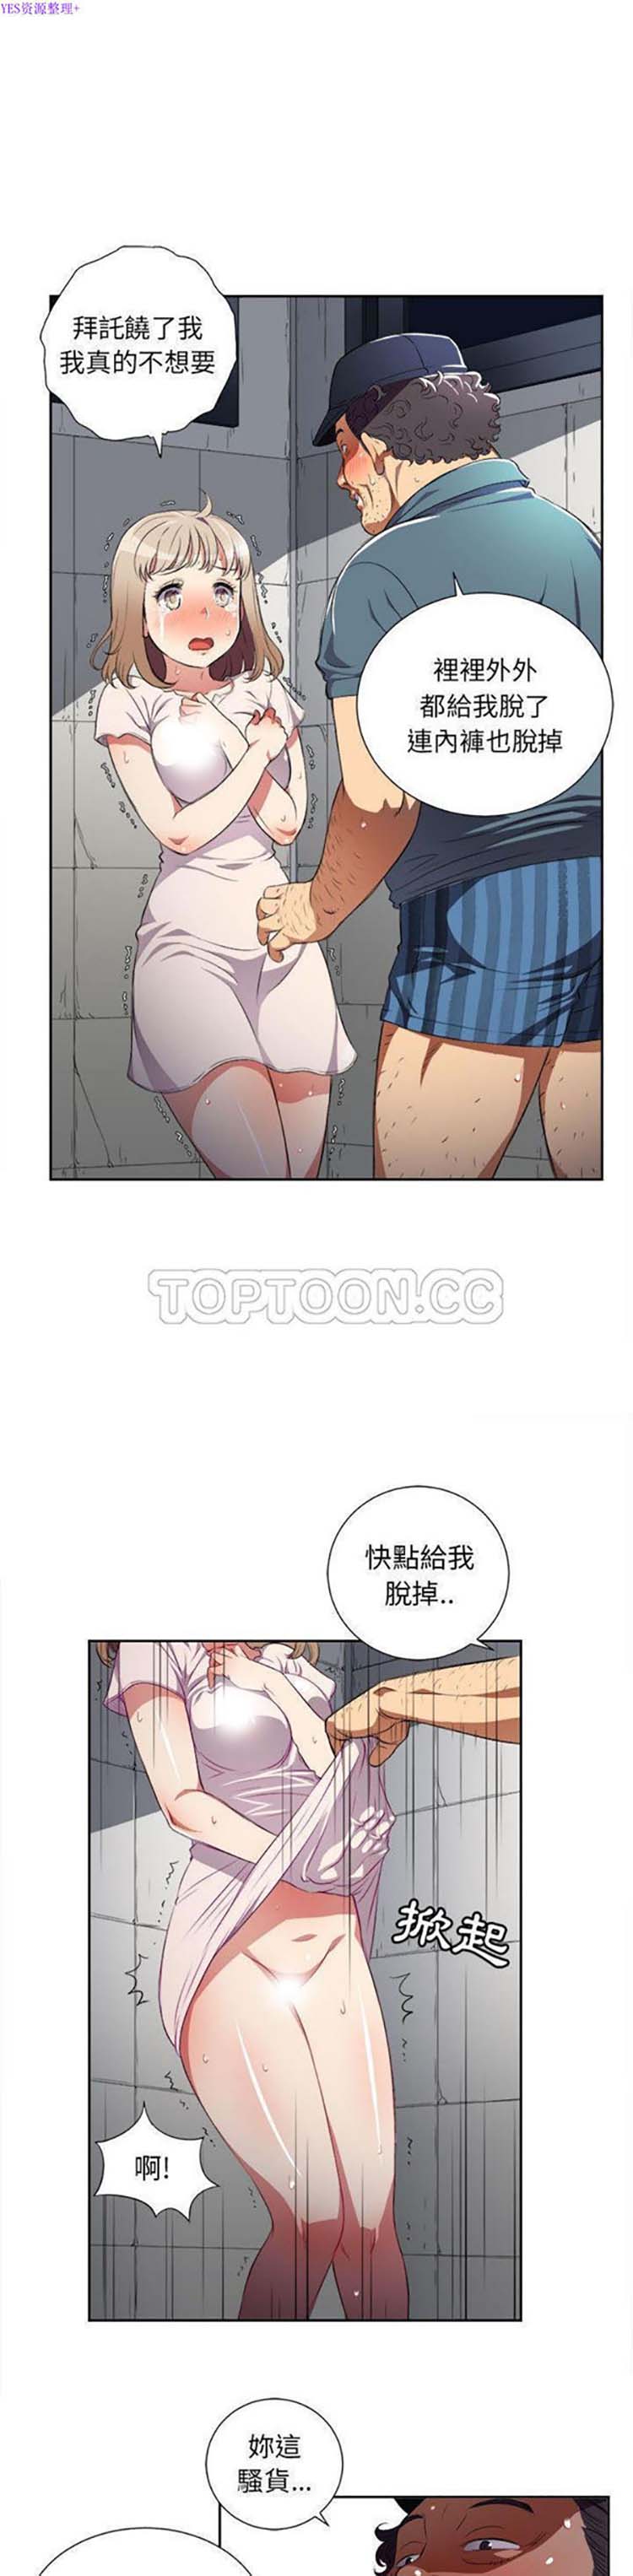 YES资源整理+
拜託饒了我
我真的不想要
裡裡外外
都給我脫了
連內褲也脫掉
TOPTOON.CC
快點給我
脫掉..
掀起
啊!
妳這
騷貨...